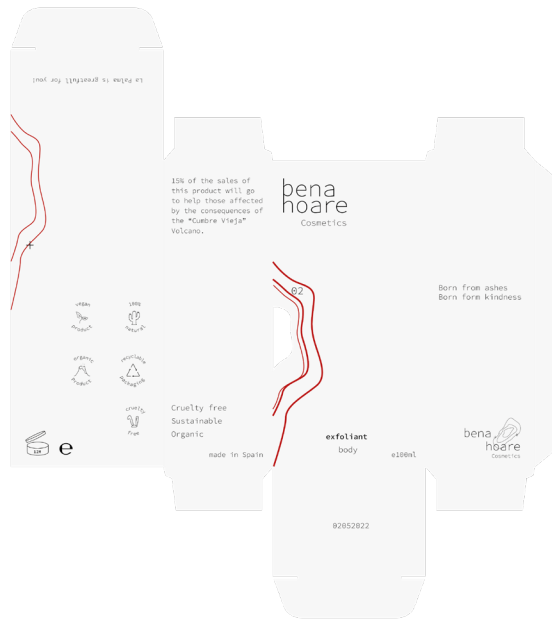 La Palma is greatfull for you!
vegan
product
100%
natural
organic
product
recyclable
packaging
cruelty
free
12M
e
15% of the sales of
this product will go
to help those affected
by the consequences of
the "Cumbre Vieja"
Volcano.
Cruelty free
Sustainable
Organic
made in Spain
bena
hoare
Cosmetics
02
exfoliant
body
e100ml
02052022
Born from ashes
Born form kindness
bena
hoare
Cosmetics